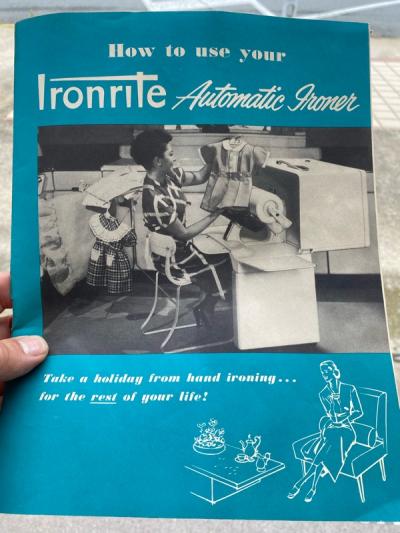 How to use your
Ironrite Automatic Ironer
Take a holiday from hand ironing...
for the rest of your life!